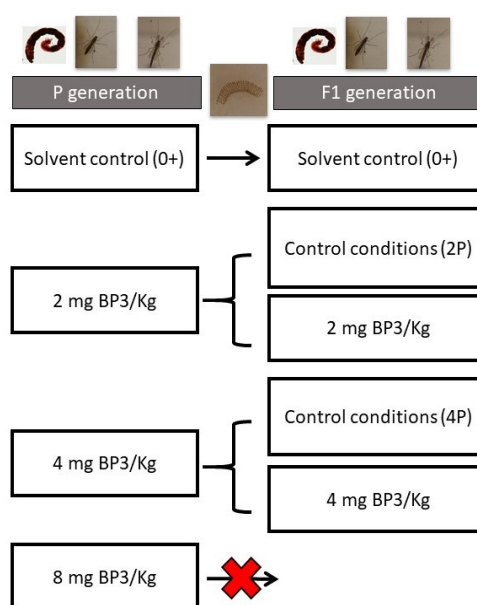 P generation
F1 generation
Solvent control (0+)
Solvent control (0+)
Control conditions (2P)
2 mg BP3/Kg
2 mg BP3/Kg
Control conditions (4P)
4 mg BP3/Kg
4 mg BP3/Kg
8 mg BP3/Kg